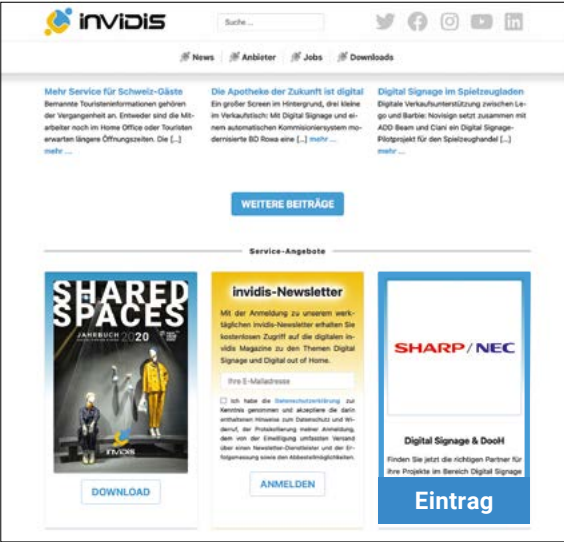 invidis
Suche ...
News Anbieter Jobs Downloads
Mehr Service für Schweiz-Gäste
Bemannte Touristeninformationen gehören
der Vergangenheit an. Entweder sind die Mit-
arbeiter noch im Home Office oder Touristen
erwarten längere Öffnungszeiten. Die [...]
mehr ...
Die Apotheke der Zukunft ist digital
Ein großer Screen im Hintergrund, drei kleine
im Verkaufstisch: Mit Digital Signage und ei-
nem automatischen Kommisioniersystem mo-
dernisierte BD Rowa eine [...] mehr ...
Digital Signage im Spielzeugladen
Digitale Verkaufsunterstützung zwischen Le-
go und Barbie: Novisign setzt zusammen mit
ADD Beam und Ciani ein Digital Signage-
Pilotprojekt für den Spielzeughandel [...]
mehr ...
WEITERE BEITRÄGE
Service-Angebote
SHARED
SPACES
JAHRBUCH 2020
invidis
DOWNLOAD
invidis-Newsletter
Mit der Anmeldung zu unserem werk-
täglichen invidis-Newsletter erhalten Sie
kostenlosen Zugriff auf die digitalen in-
vidis Magazine zu den Themen Digital
Signage und Digital out of Home.
Ihre E-Mailadresse
Ich habe die Datenschutzerklärung zur
Kenntnis genommen und akzeptiere die darin
enthaltenen Hinweise zum Datenschutz und Wi-
derruf, der Protokollierung meiner Anmeldung,
dem von der Einwilligung umfassten Versand
über einen Newsletter-Dienstleister und der Er-
folgsmessung sowie den Abbestellmöglichkeiten.
ANMELDEN
SHARP/NEC
Digital Signage & DooH
Finden Sie jetzt die richtigen Partner für
ihre Projekte im Bereich Digital Signage
Eintrag